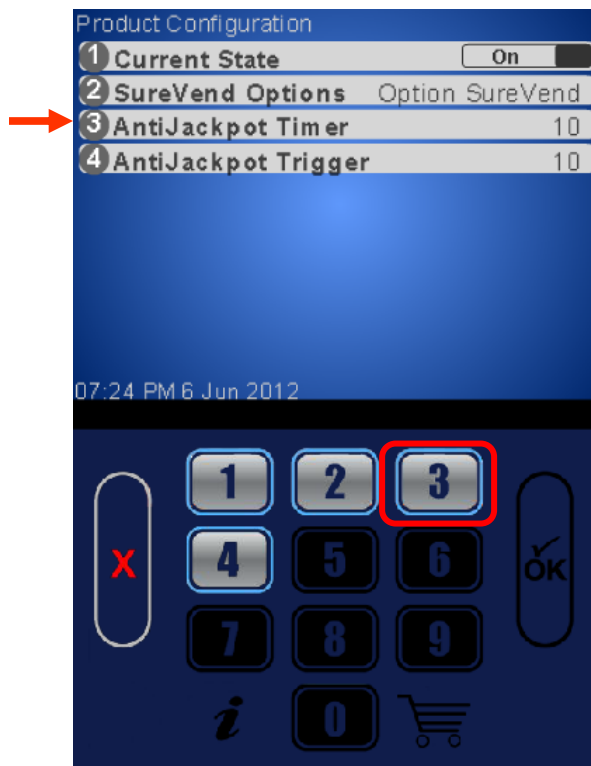 Product Configuration
1 Current State On
2 SureVend Options Option SureVend
3 AntiJackpot Timer 10
4 AntiJackpot Trigger 10
07:24 PM 6 Jun 2012
1 2 3
X 4 5 6 OK
7 8 9
i 0